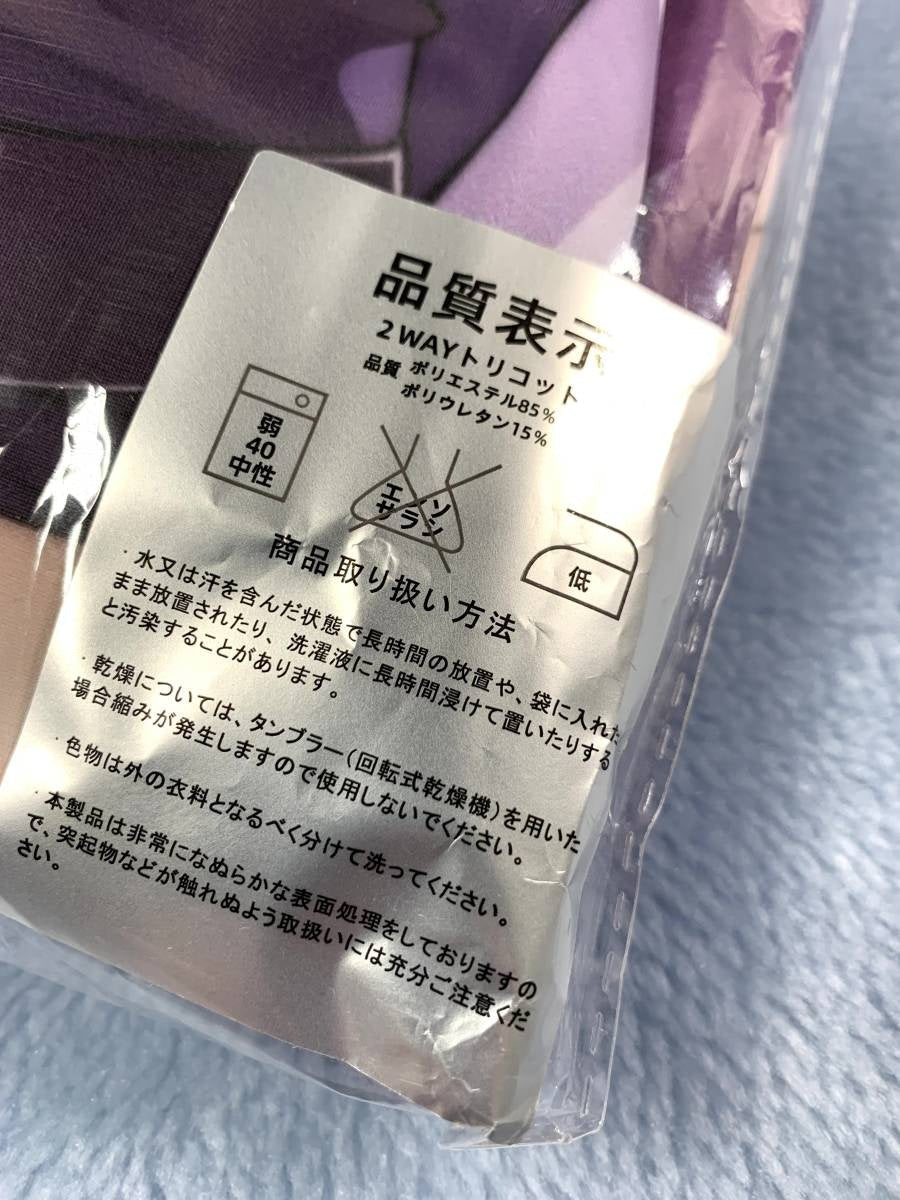 品質表示
2WAYトリコット
品質 ポリエステル85%
ポリウレタン15%
弱
40
中性
エンソ
サラシ
低
商品取り扱い方法
・水又は汗を含んだ状態で長時間の放置や、袋に入れた
まま放置されたり、洗濯液に長時間浸けて置いたりする
と汚染することがあります。
・乾燥については、タンブラー(回転式乾燥機)を用いた
場合縮みが発生しますので使用しないでください。
・色物は外の衣料となるべく分けて洗ってください。
・本製品は非常になぬらかな表面処理をしておりますの
で、突起物などが触れぬよう取扱いには充分ご注意くだ
さい。